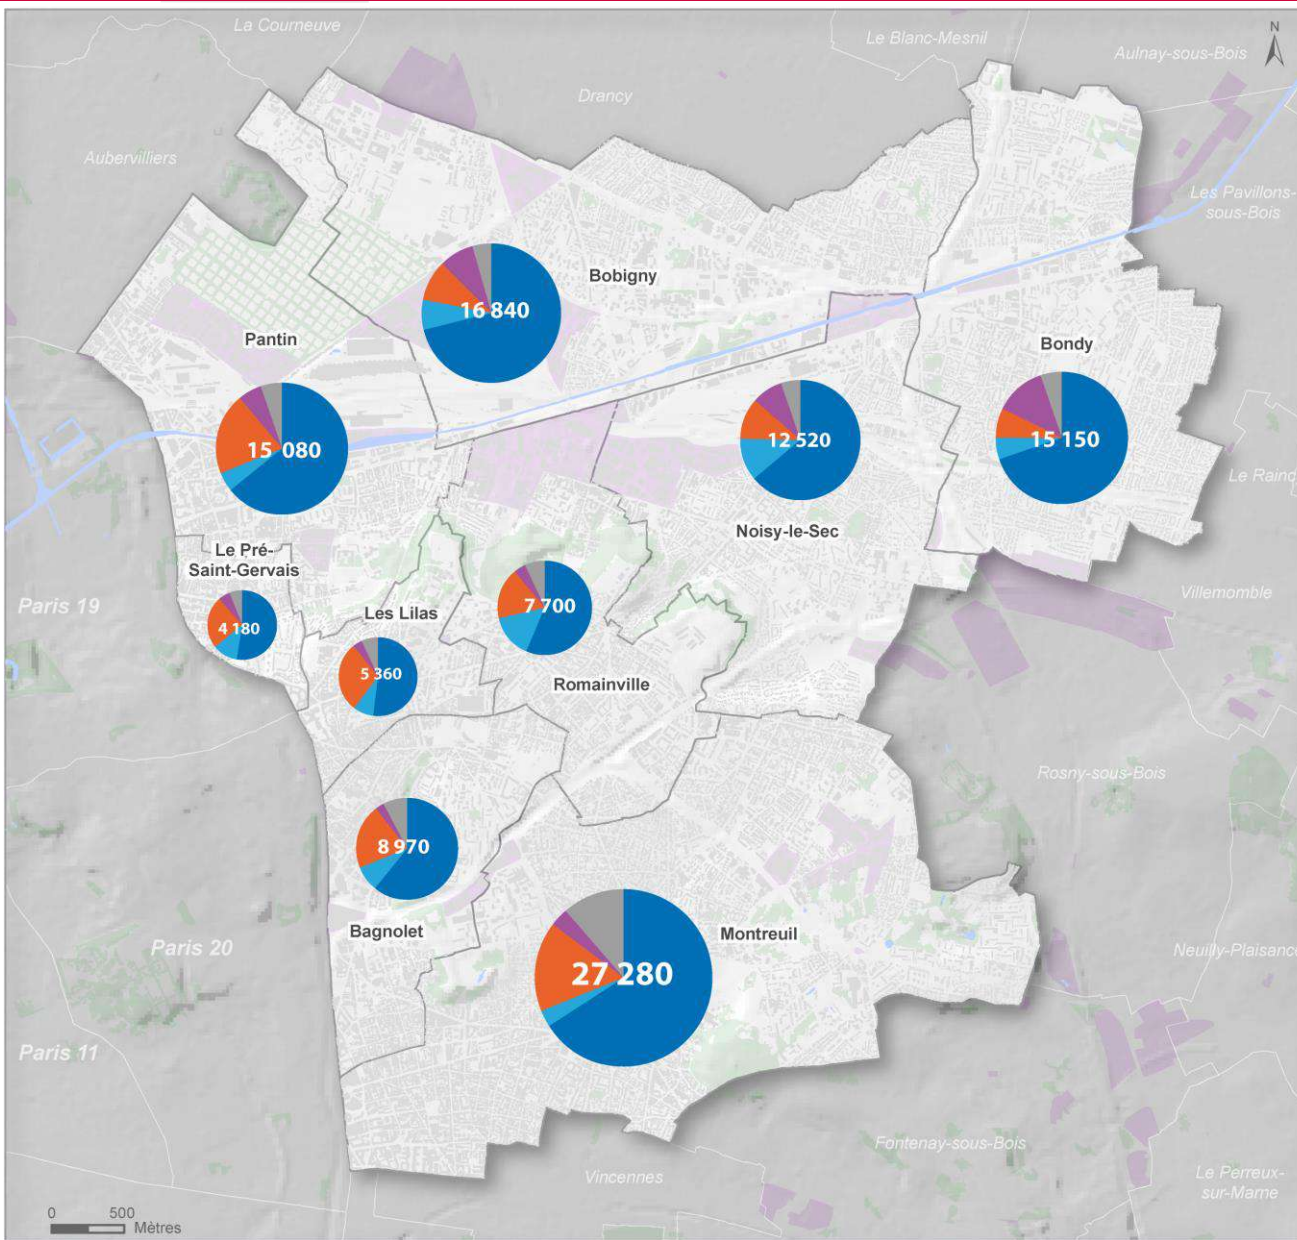 La Courneuve
Le Blanc-Mesnil
Aulnay-sous-Bois
N
Drancy
Aubervilliers
Les Pavillons-
sous-Bois
Bobigny
16 840
Pantin
Bondy
15 080
12 520
15 150
Le Rainc
Noisy-le-Sec
Le Pré-
Saint-Gervais
Paris 19
Villemomble
Les Lilas
7 700
4 180
5 360
Romainville
Rosny-sous-Bois
8 970
Bagnolet
Montreuil
Paris 20
Neuilly-Plaisance
27 280
Paris 11
Fontenay-sous-Bois
Vincennes
Le Perreux-
sur-Marne
0 500
Mètres